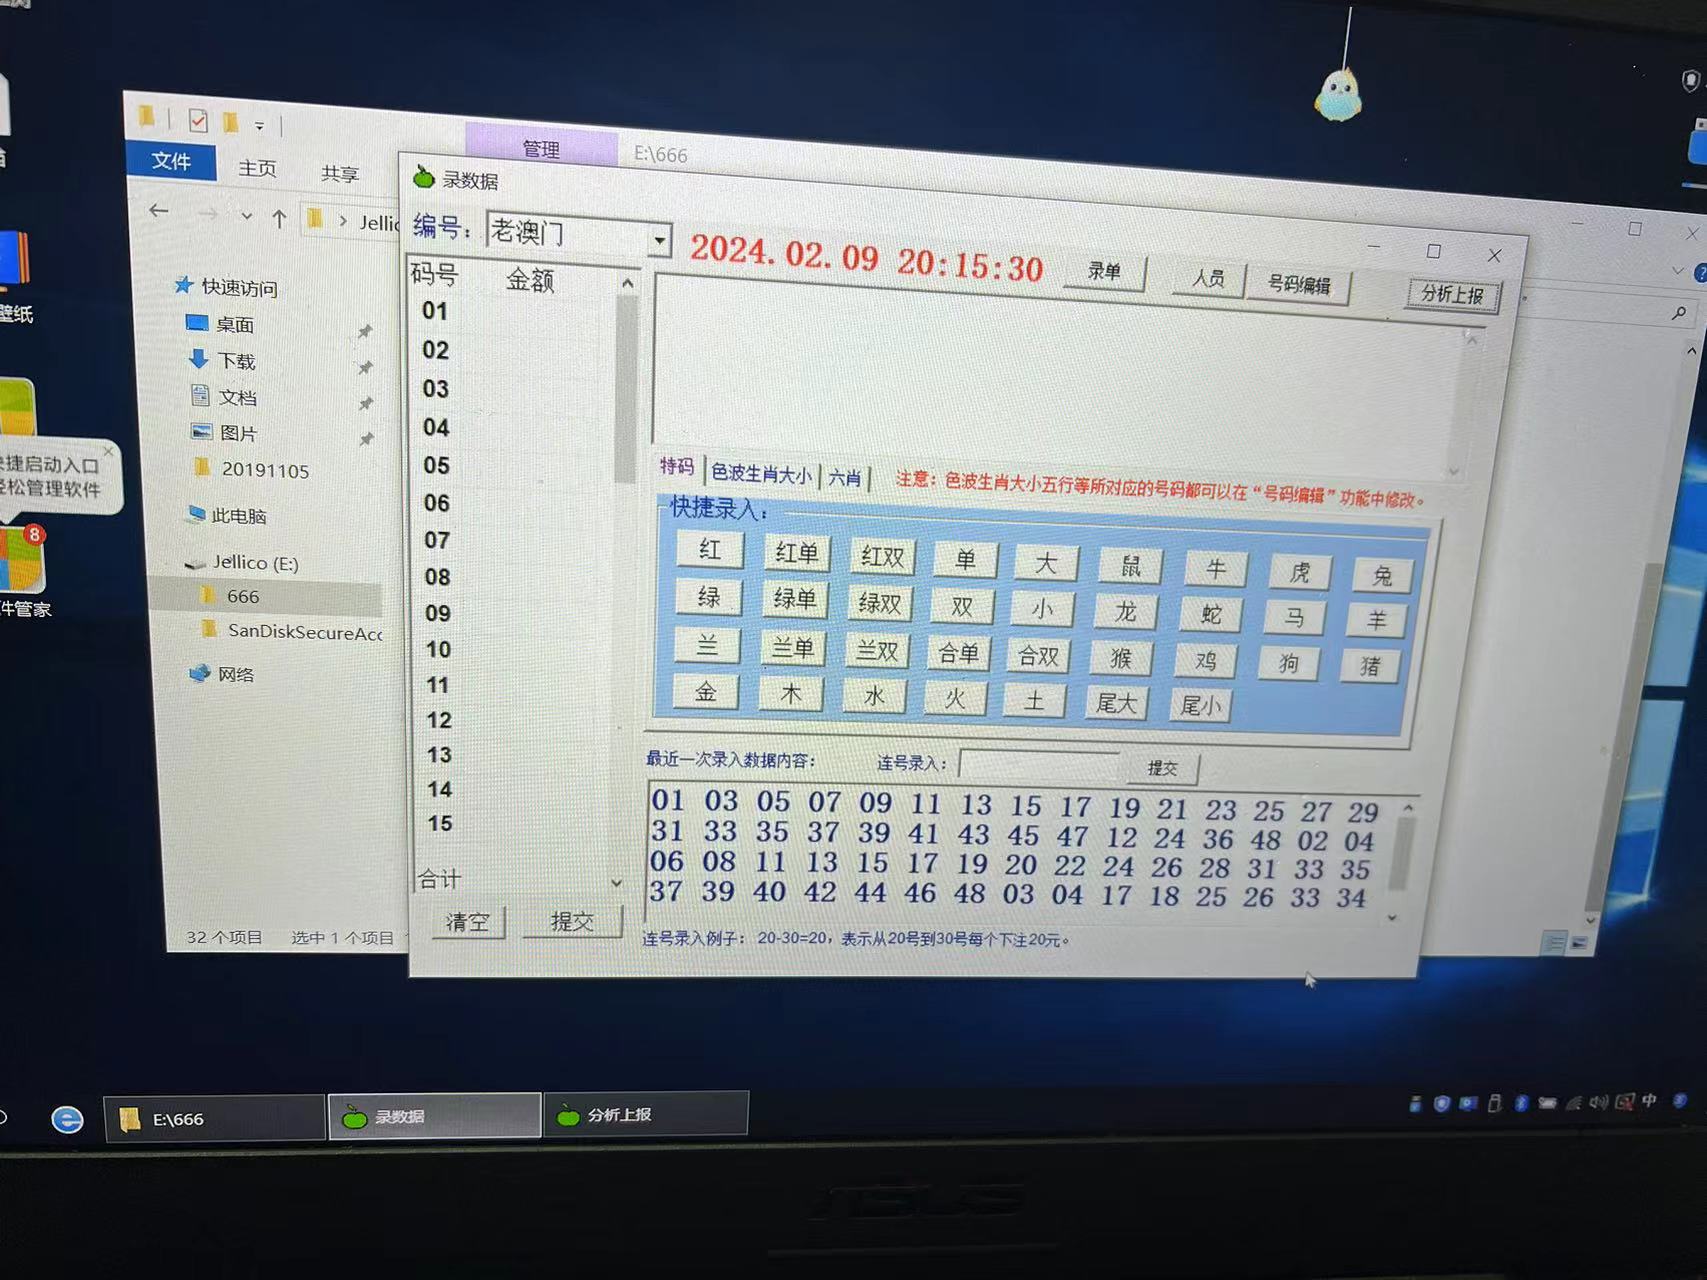 管理
E:\666
文件
主页
共享
录数据
编号：
老澳门
2024.02.09 20:15:30
录单
人员
号码编辑
分析上报
码号 金额
01
02
03
04
05
06
07
08
09
10
11
12
13
14
15
合计
清空
提交
快速访问
桌面
下载
文档
图片
20191105
此电脑
Jellico (E:)
666
SanDiskSecureAcc
网络
32 个项目 选中 1 个项目
壁纸
捷启动入口
轻松管理软件
8
件管家
特码 色波生肖大小 六肖
注意：色波生肖大小五行等所对应的号码都可以在“号码编辑”功能中修改。
快捷录入：
红 红单 红双 单 大 鼠 牛 虎 兔
绿 绿单 绿双 双 小 龙 蛇 马 羊
兰 兰单 兰双 合单 合双 猴 鸡 狗 猪
金 木 水 火 土 尾大 尾小
最近一次录入数据内容： 连号录入： 提交
01 03 05 07 09 11 13 15 17 19 21 23 25 27 29
31 33 35 37 39 41 43 45 47 12 24 36 48 02 04
06 08 11 13 15 17 19 20 22 24 26 28 31 33 35
37 39 40 42 44 46 48 03 04 17 18 25 26 33 34
连号录入例子： 20-30=20，表示从20号到30号每个下注20元。
E:\666
录数据
分析上报
中
ASUS